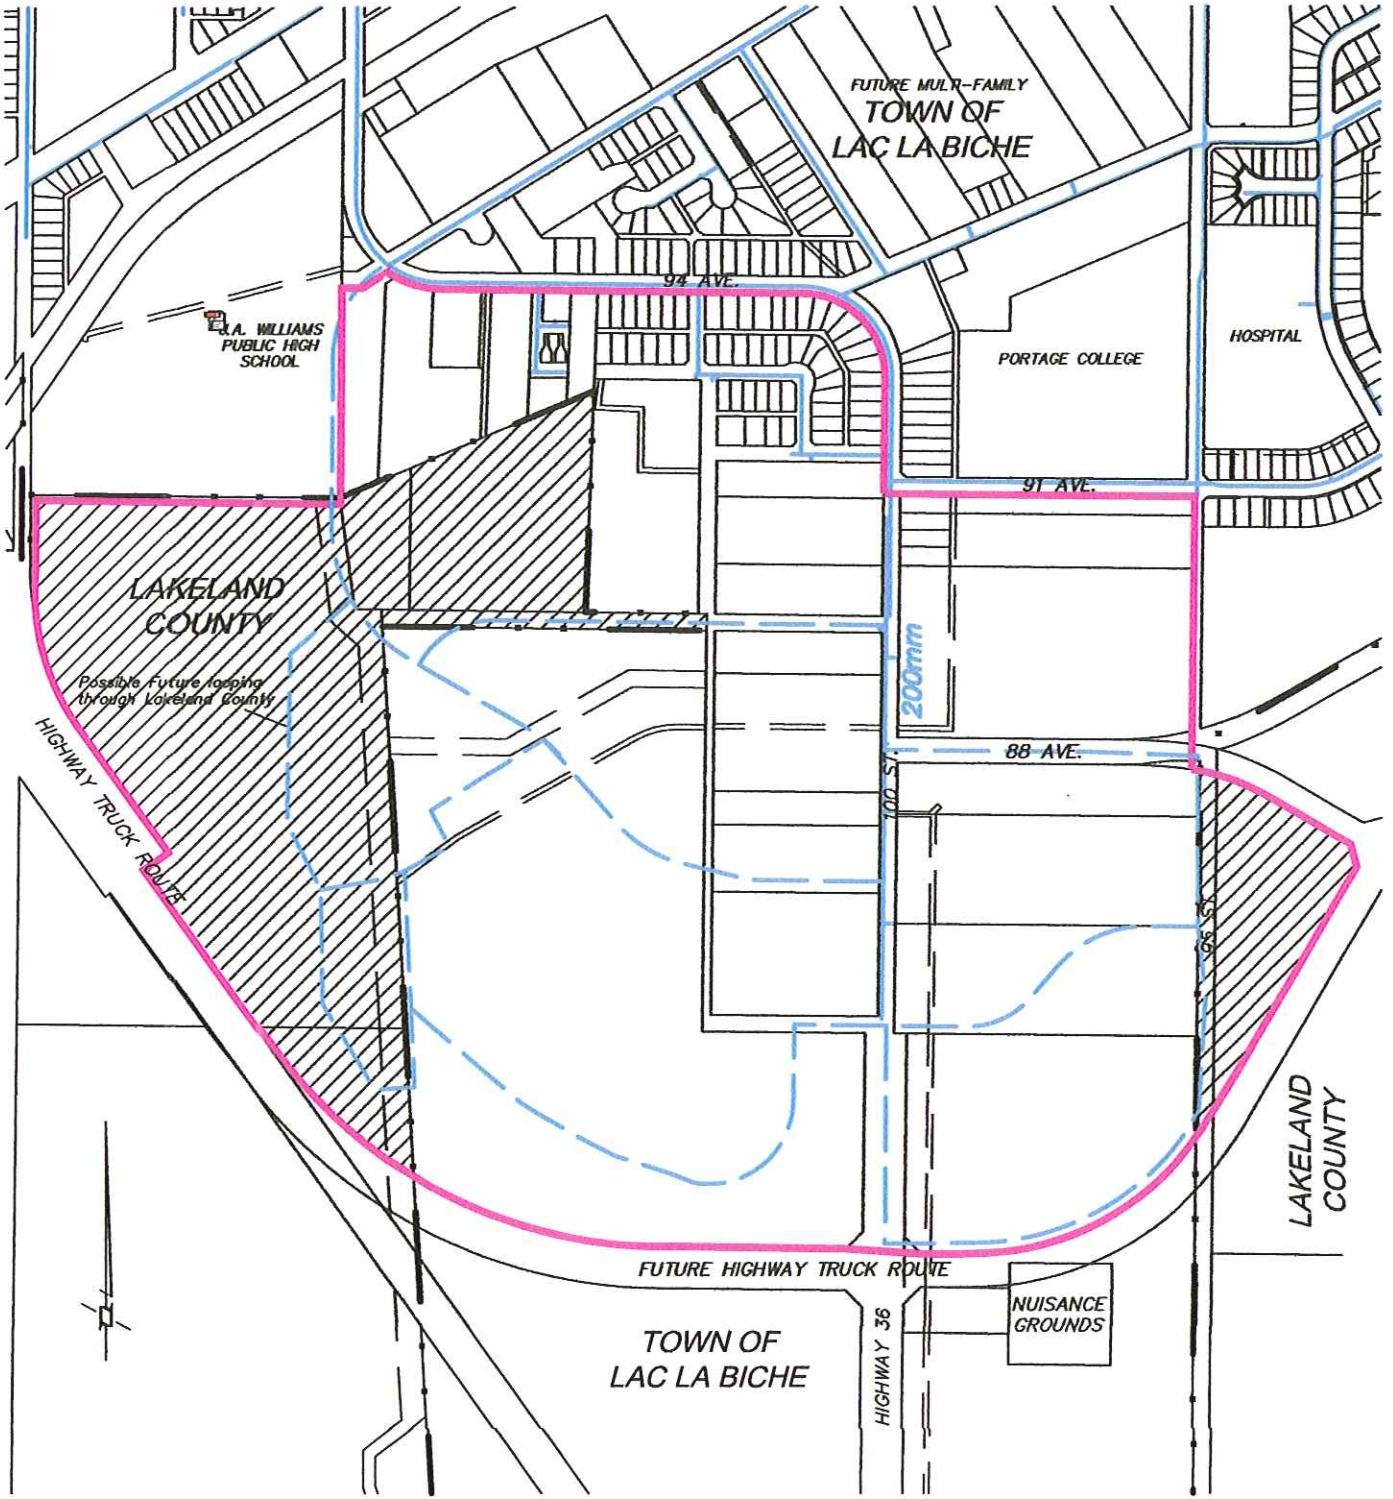 FUTURE MULTI-FAMILY
TOWN OF
LAC LA BICHE
94 AVE.
J.A. WILLIAMS
PUBLIC HIGH
SCHOOL
PORTAGE COLLEGE
HOSPITAL
91 AVE.
LAKELAND
COUNTY
Possible future looping
through Lakeland County
200mm
HIGHWAY TRUCK ROUTE
88 AVE.
100 ST.
95 ST.
LAKELAND
COUNTY
FUTURE HIGHWAY TRUCK ROUTE
NUISANCE
GROUNDS
TOWN OF
LAC LA BICHE
HIGHWAY 36